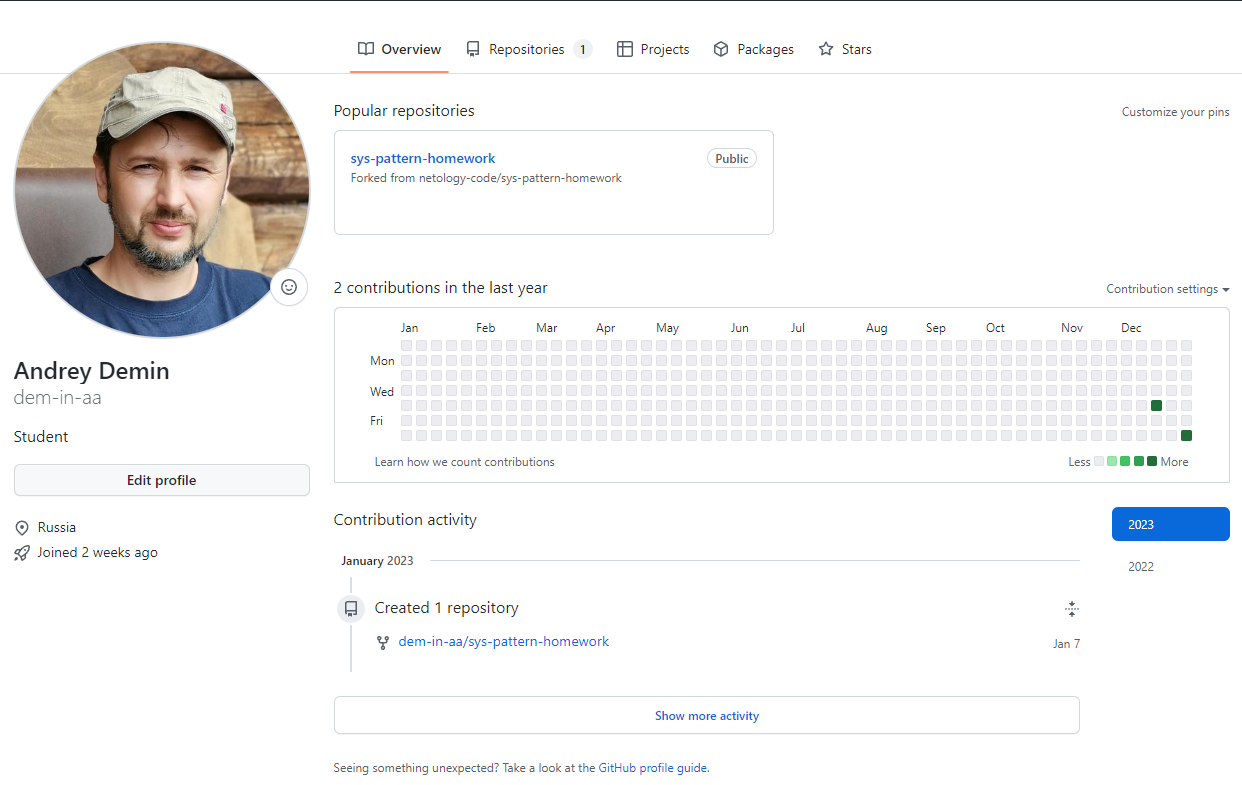 Overview Repositories 1 Projects Packages Stars
Popular repositories Customize your pins
sys-pattern-homework Public
Forked from netology-code/sys-pattern-homework
2 contributions in the last year Contribution settings
Jan Feb Mar Apr May Jun Jul Aug Sep Oct Nov Dec
Mon
Wed
Fri
Learn how we count contributions Less More
Andrey Demin
dem-in-aa
Student
Edit profile
Russia
Joined 2 weeks ago
Contribution activity
2023
2022
January 2023
Created 1 repository
dem-in-aa/sys-pattern-homework Jan 7
Show more activity
Seeing something unexpected? Take a look at the GitHub profile guide.